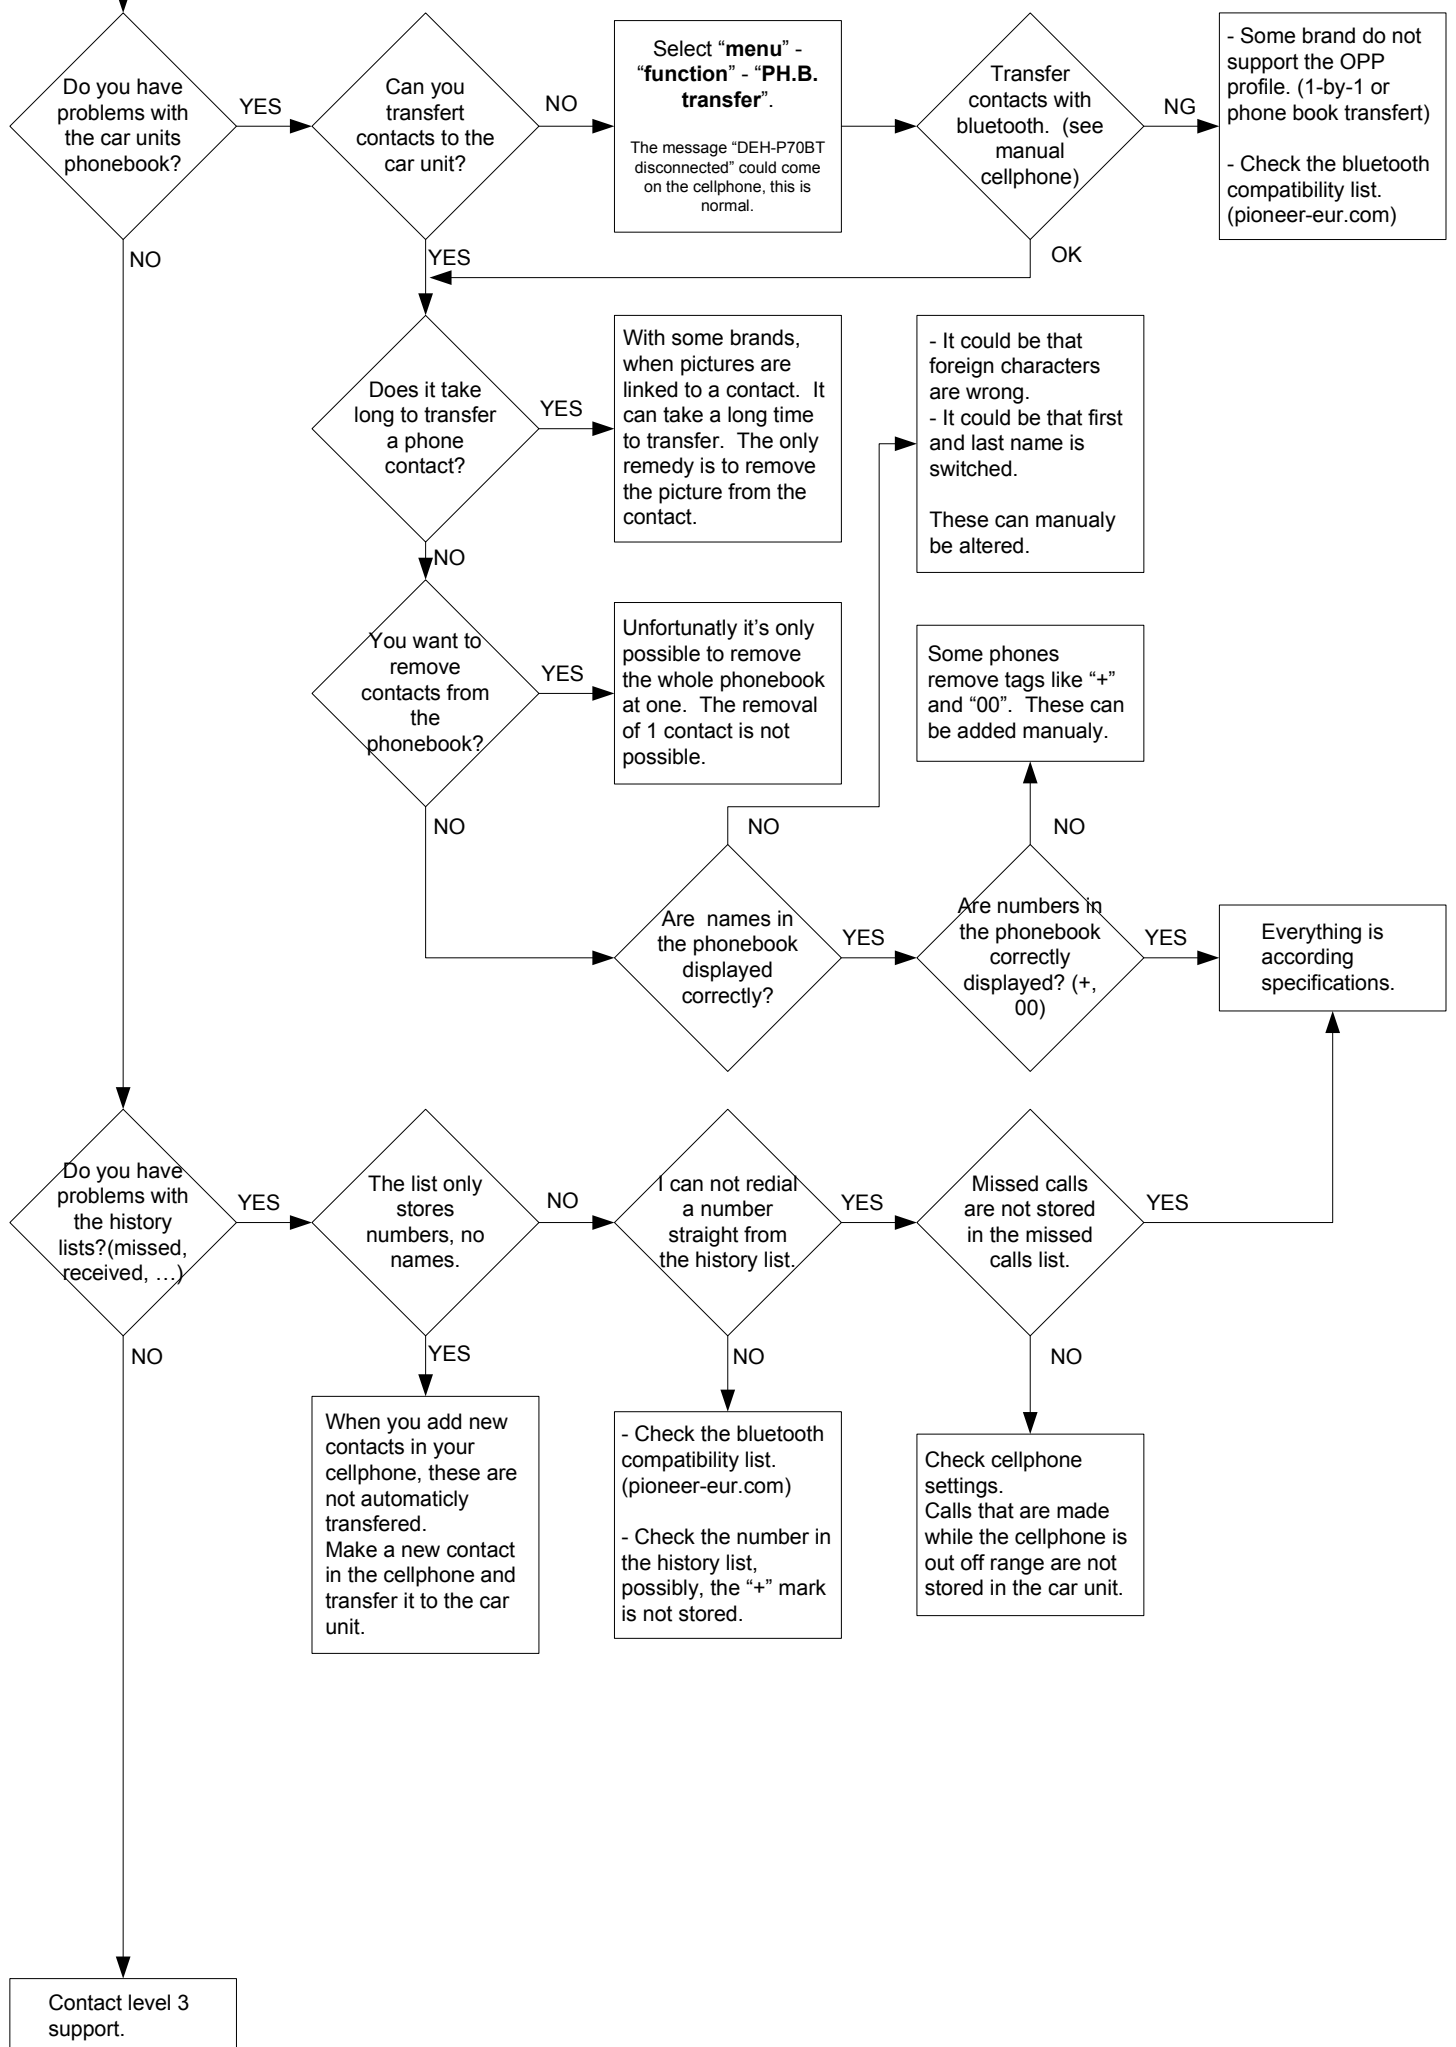 Do you have
problems with
the car units
phonebook?
YES
NO
Can you
transfert
contacts to the
car unit?
NO
YES
Select “menu” -
“function” - “PH.B.
transfer”.
The message “DEH-P70BT
disconnected” could come
on the cellphone, this is
normal.
Transfer
contacts with
bluetooth.  (see
manual
cellphone)
NG
OK
- Some brand do not
support the OPP
profile. (1-by-1 or
phone book transfert)
- Check the bluetooth
compatibility list.
(pioneer-eur.com)
Does it take
long to transfer
a phone
contact?
YES
NO
With some brands,
when pictures are
linked to a contact.  It
can take a long time
to transfer.  The only
remedy is to remove
the picture from the
contact.
- It could be that
foreign characters
are wrong.
- It could be that first
and last name is
switched.
These can manualy
be altered.
You want to
remove
contacts from
the
phonebook?
YES
NO
Unfortunatly it’s only
possible to remove
the whole phonebook
at one.  The removal
of 1 contact is not
possible.
Some phones
remove tags like “+”
and “00”.  These can
be added manualy.
NO
NO
Are  names in
the phonebook
displayed
correctly?
YES
Are numbers in
the phonebook
correctly
displayed? (+,
00)
YES
Everything is
according
specifications.
Do you have
problems with
the history
lists?(missed,
received, …)
YES
NO
The list only
stores
numbers, no
names.
NO
YES
I can not redial
a number
straight from
the history list.
YES
NO
Missed calls
are not stored
in the missed
calls list.
YES
NO
When you add new
contacts in your
cellphone, these are
not automaticly
transfered.
Make a new contact
in the cellphone and
transfer it to the car
unit.
- Check the bluetooth
compatibility list.
(pioneer-eur.com)
- Check the number in
the history list,
possibly, the “+” mark
is not stored.
Check cellphone
settings.
Calls that are made
while the cellphone is
out off range are not
stored in the car unit.
Contact level 3
support.